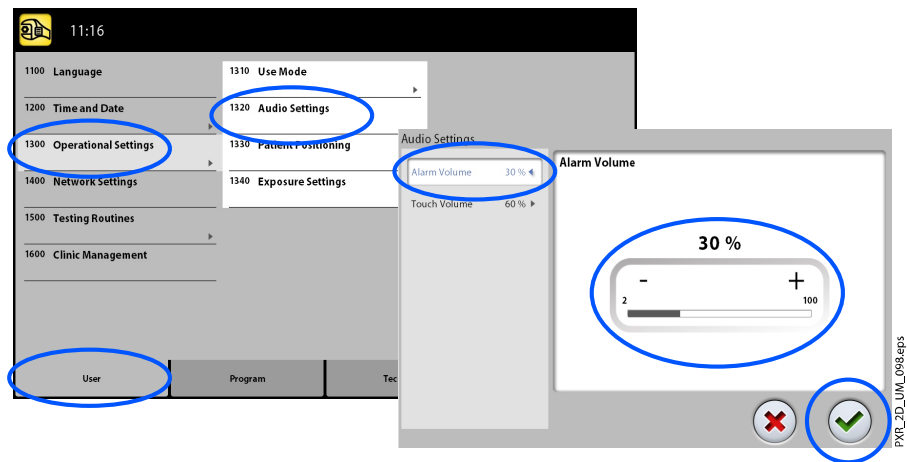 11:16
1100 Language
1200 Time and Date
1300 Operational Settings
1400 Network Settings
1500 Testing Routines
1600 Clinic Management
1310 Use Mode
1320 Audio Settings
1330 Patient Positioning
1340 Exposure Settings
User
Program
Tec
Audio Settings
Alarm Volume 30 %
Touch Volume 60 %
Alarm Volume
30 %
- +
2 100
PXR_2D_UM_098.eps